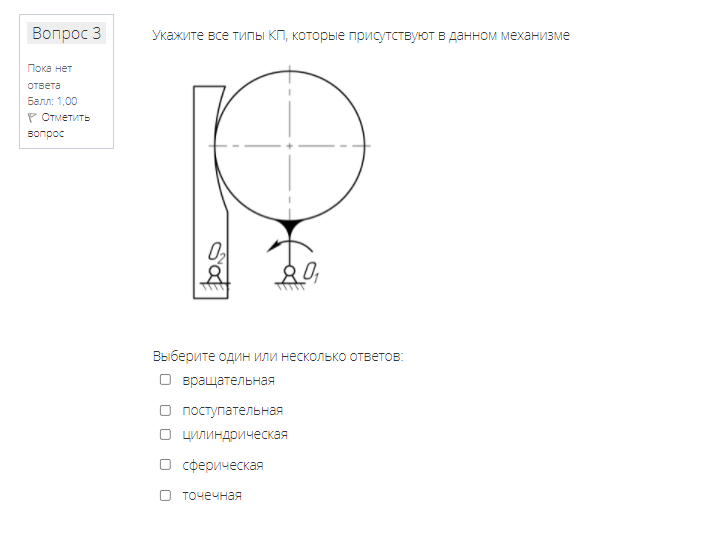 Вопрос 3
Пока нет
ответа
Балл: 1,00
Отметить
вопрос
Укажите все типы КП, которые присутствуют в данном механизме
O₂
O₁
Выберите один или несколько ответов:
вращательная
поступательная
цилиндрическая
сферическая
точечная